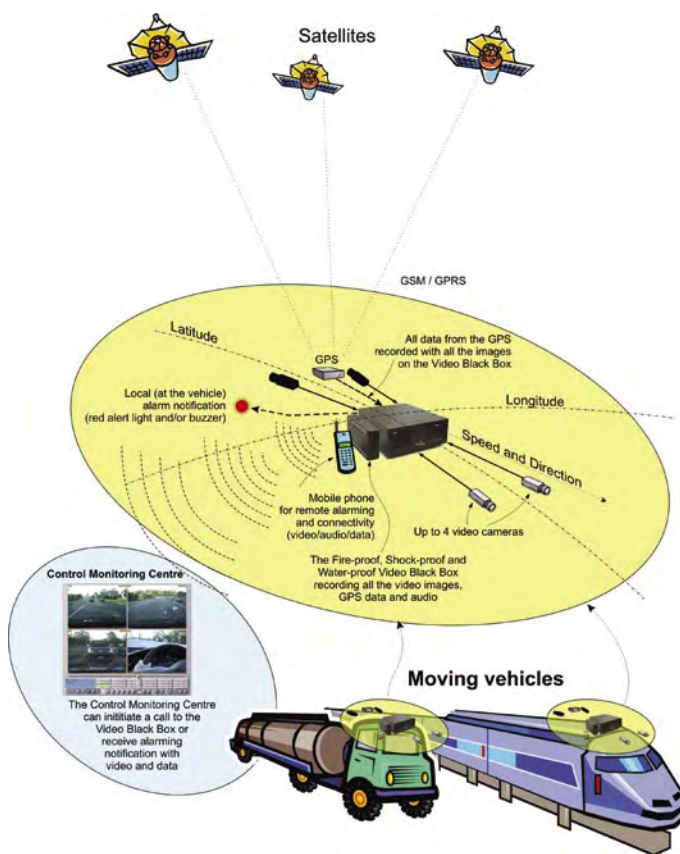 Satellites
GSM / GPRS
Latitude
All data from the GPS
recorded with all the images
on the Video Black Box
GPS
Local (at the vehicle)
alarm notification
(red alert light and/or buzzer)
Longitude
Speed and Direction
Mobile phone
for remote alarming
and connectivity
(video/audio/data)
Up to 4 video cameras
The Fire-proof, Shock-proof and
Water-proof Video Black Box
recording all the video images,
GPS data and audio
Control Monitoring Centre
The Control Monitoring Centre
can inititiate a call to the
Video Black Box or
receive alarming
notification with
video and data
Moving vehicles